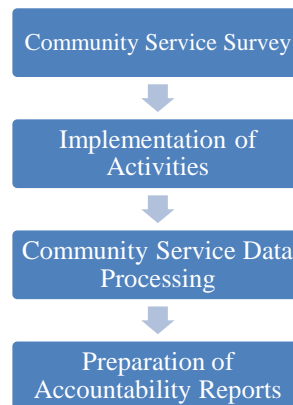 Community Service Survey
Implementation of
Activities
Community Service Data
Processing
Preparation of
Accountability Reports